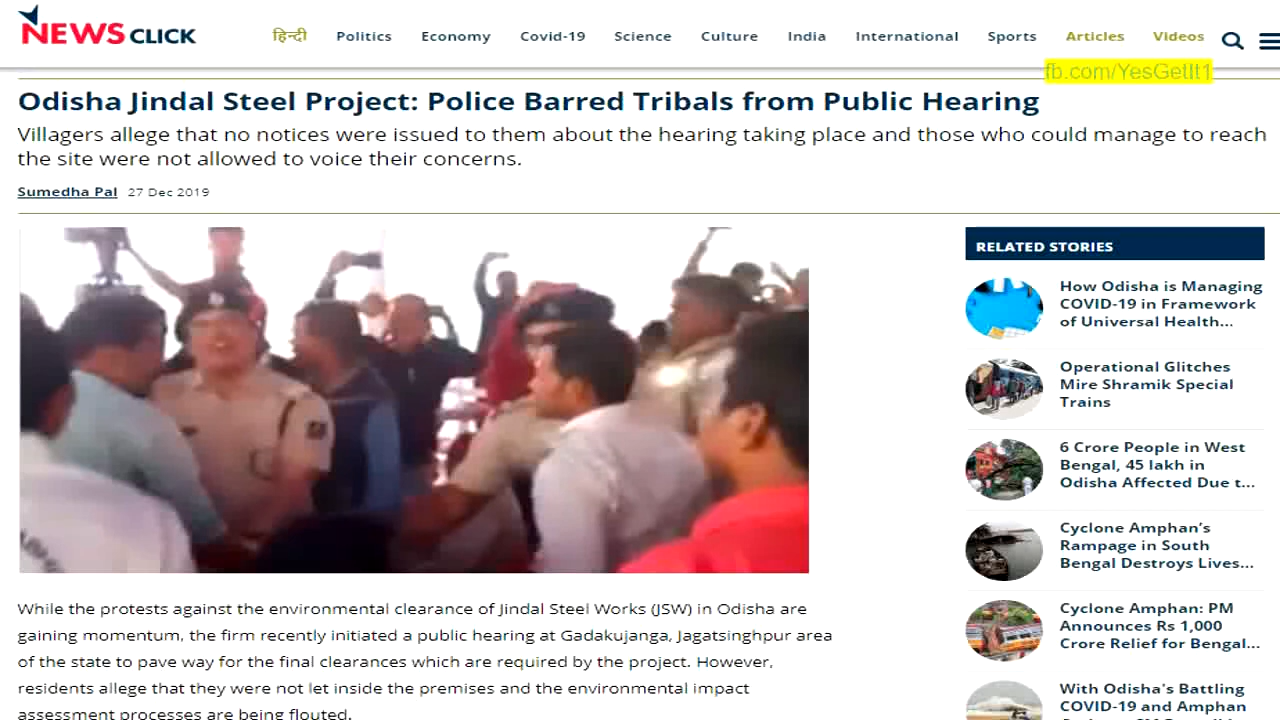 NEWS CLICK
हिन्दी Politics Economy Covid-19 Science Culture India International Sports Articles Videos
fb.com/YesGetIt1
Odisha Jindal Steel Project: Police Barred Tribals from Public Hearing
Villagers allege that no notices were issued to them about the hearing taking place and those who could manage to reach
the site were not allowed to voice their concerns.
Sumedha Pal 27 Dec 2019
While the protests against the environmental clearance of Jindal Steel Works (JSW) in Odisha are
gaining momentum, the firm recently initiated a public hearing at Gadakujanga, Jagatsinghpur area
of the state to pave way for the final clearances which are required by the project. However,
residents allege that they were not let inside the premises and the environmental impact
assessment processes are being flouted.
RELATED STORIES
How Odisha is Managing
COVID-19 in Framework
of Universal Health...
Operational Glitches
Mire Shramik Special
Trains
6 Crore People in West
Bengal, 45 lakh in
Odisha Affected Due t...
Cyclone Amphan's
Rampage in South
Bengal Destroys Lives...
Cyclone Amphan: PM
Announces Rs 1,000
Crore Relief for Bengal...
With Odisha's Battling
COVID-19 and Amphan